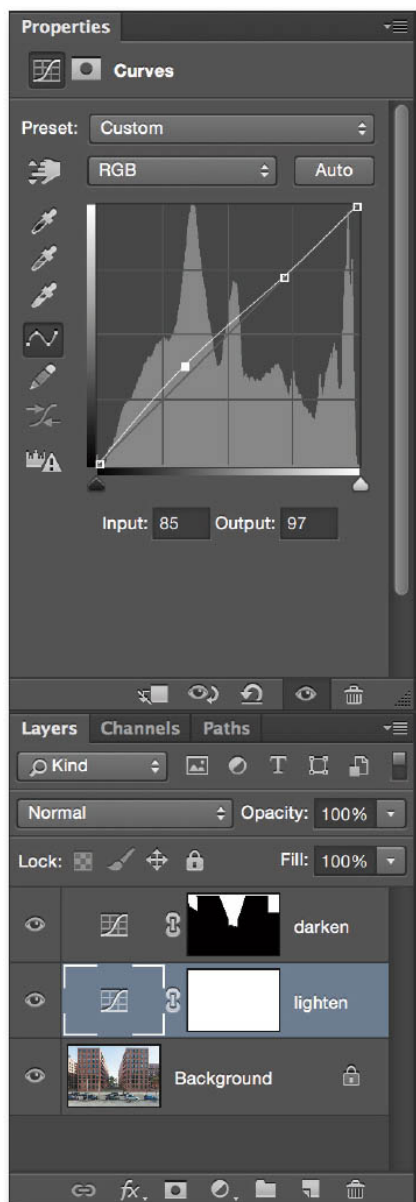 Properties
Curves
Preset: Custom
RGB Auto
Input: 85 Output: 97
Layers Channels Paths
Kind T
Normal Opacity: 100%
Lock: Fill: 100%
darken
lighten
Background
fx.